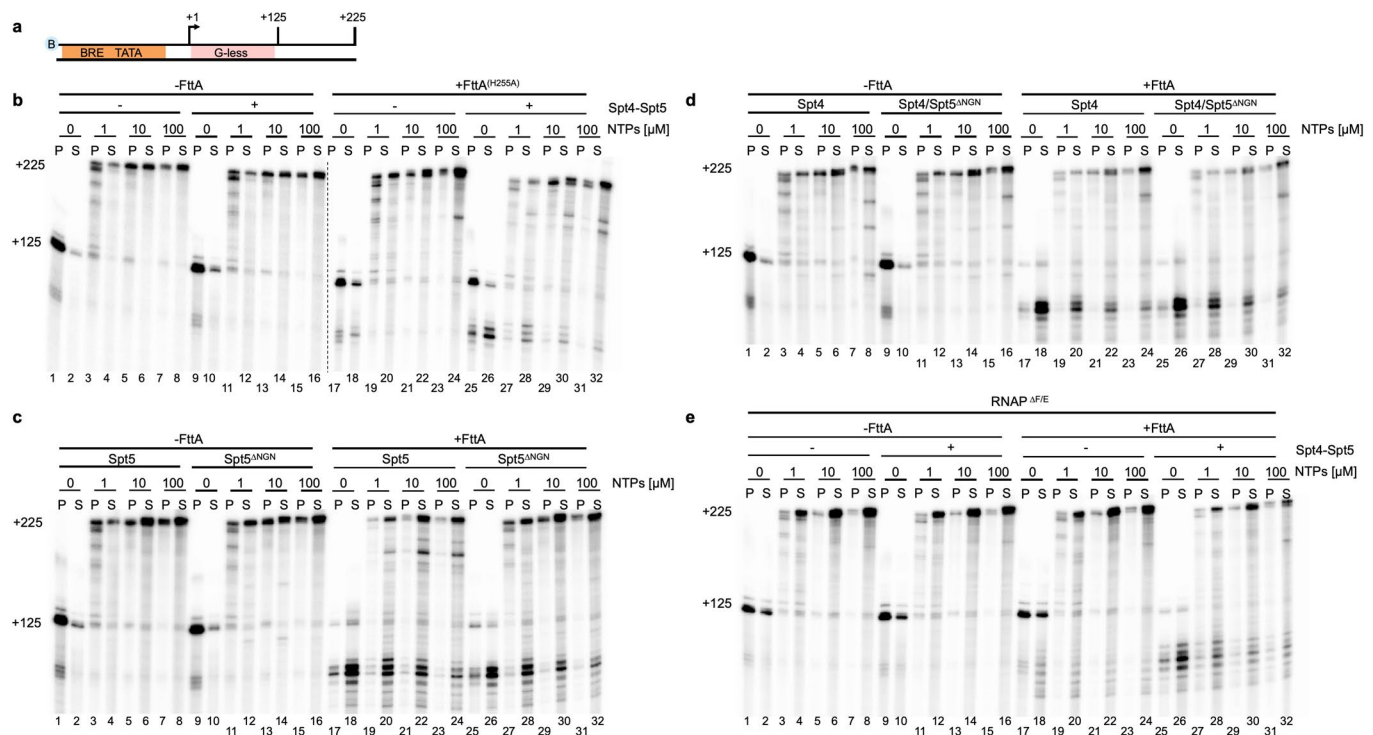 a
+1 +125 +225
B BRE TATA G-less
b
-FttA +FttA(H255A)
- + - + Spt4-Spt5
0 1 10 100 0 1 10 100 0 1 10 100 0 1 10 100 NTPs [µM]
P S P S P S P S P S P S P S P S P S P S P S P S P S P S P S P S
+225
+125
1 2 3 4 5 6 7 8 9 10 11 12 13 14 15 16 17 18 19 20 21 22 23 24 25 26 27 28 29 30 31 32
c
-FttA +FttA
Spt5 Spt5ΔNGN Spt5 Spt5ΔNGN
0 1 10 100 0 1 10 100 0 1 10 100 0 1 10 100 NTPs [µM]
P S P S P S P S P S P S P S P S P S P S P S P S P S P S P S P S
+225
+125
1 2 3 4 5 6 7 8 9 10 11 12 13 14 15 16 17 18 19 20 21 22 23 24 25 26 27 28 29 30 31 32
d
-FttA +FttA
Spt4 Spt4/Spt5ΔNGN Spt4 Spt4/Spt5ΔNGN
0 1 10 100 0 1 10 100 0 1 10 100 0 1 10 100 NTPs [µM]
P S P S P S P S P S P S P S P S P S P S P S P S P S P S P S P S
+225
+125
1 2 3 4 5 6 7 8 9 10 11 12 13 14 15 16 17 18 19 20 21 22 23 24 25 26 27 28 29 30 31 32
e
RNAP ΔF/E
-FttA +FttA
- + - + Spt4-Spt5
0 1 10 100 0 1 10 100 0 1 10 100 0 1 10 100 NTPs [µM]
P S P S P S P S P S P S P S P S P S P S P S P S P S P S P S P S
+225
+125
1 2 3 4 5 6 7 8 9 10 11 12 13 14 15 16 17 18 19 20 21 22 23 24 25 26 27 28 29 30 31 32